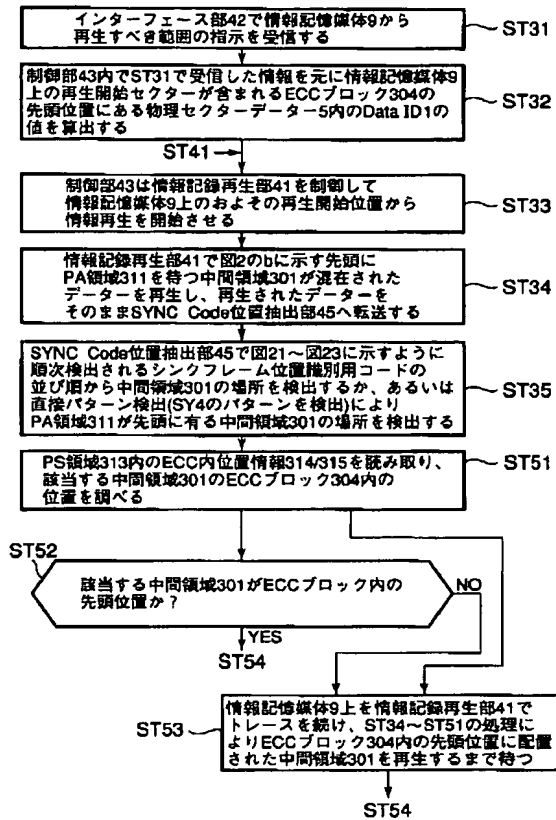 インターフェース部42で情報記憶媒体9から
再生すべき範囲の指示を受信する
ST31
制御部43内でST31で受信した情報を元に情報記憶媒体9
上の再生開始セクターが含まれるECCブロック304の
先頭位置にある物理セクターデーター5内のData ID1の
値を算出する
ST32
ST41
制御部43は情報記録再生部41を制御して
情報記憶媒体9上のおよその再生開始位置から
情報再生を開始させる
ST33
情報記録再生部41で図2のbに示す先頭に
PA領域311を待つ中間領域301が混在された
データーを再生し、再生されたデーターを
そのままSYNC Code位置抽出部45へ転送する
ST34
SYNC Code位置抽出部45で図21～図23に示すように
順次検出されるシンクフレーム位置識別用コードの
並び順から中間領域301の場所を検出するか、あるいは
直接パターン検出(SY4のパターンを検出)により
PA領域311が先頭に有る中間領域301の場所を検出する
ST35
PS領域313内のECC内位置情報314/315を読み取り、
該当する中間領域301のECCブロック304内の
位置を調べる
ST51
ST52
該当する中間領域301がECCブロック内の
先頭位置か？
NO
YES
ST54
情報記憶媒体9上を情報記録再生部41で
トレースを続け、ST34～ST51の処理に
よりECCブロック304内の先頭位置に配置
された中間領域301を再生するまで待つ
ST53
ST54